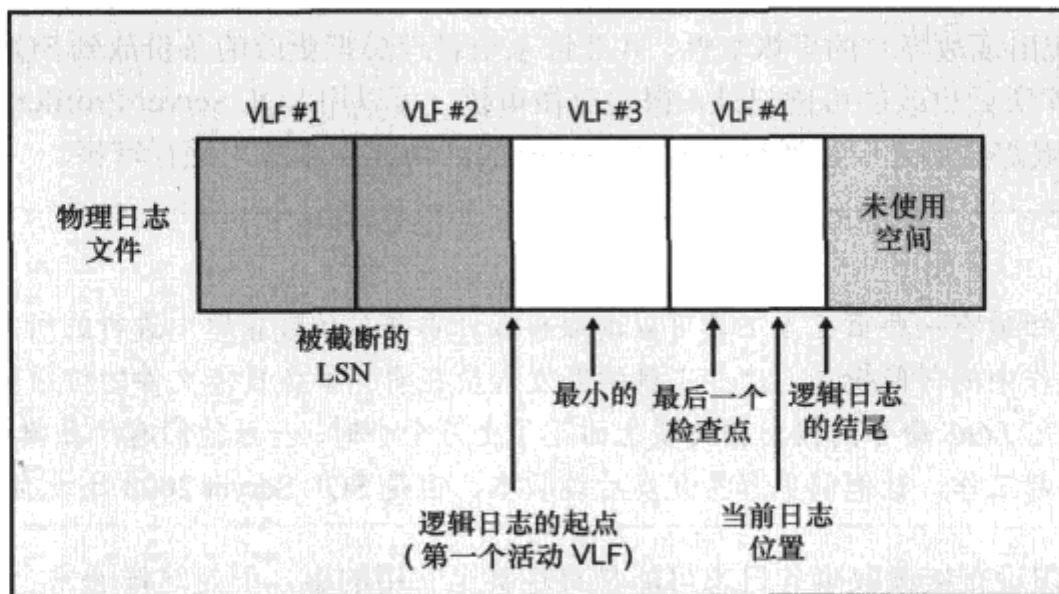 VLF #1
VLF #2
VLF #3
VLF #4
物理日志
文件
未使用
空间
被截断的
LSN
最小的
最后一个
检查点
逻辑日志
的结尾
逻辑日志的起点
( 第一个活动 VLF)
当前日志
位置